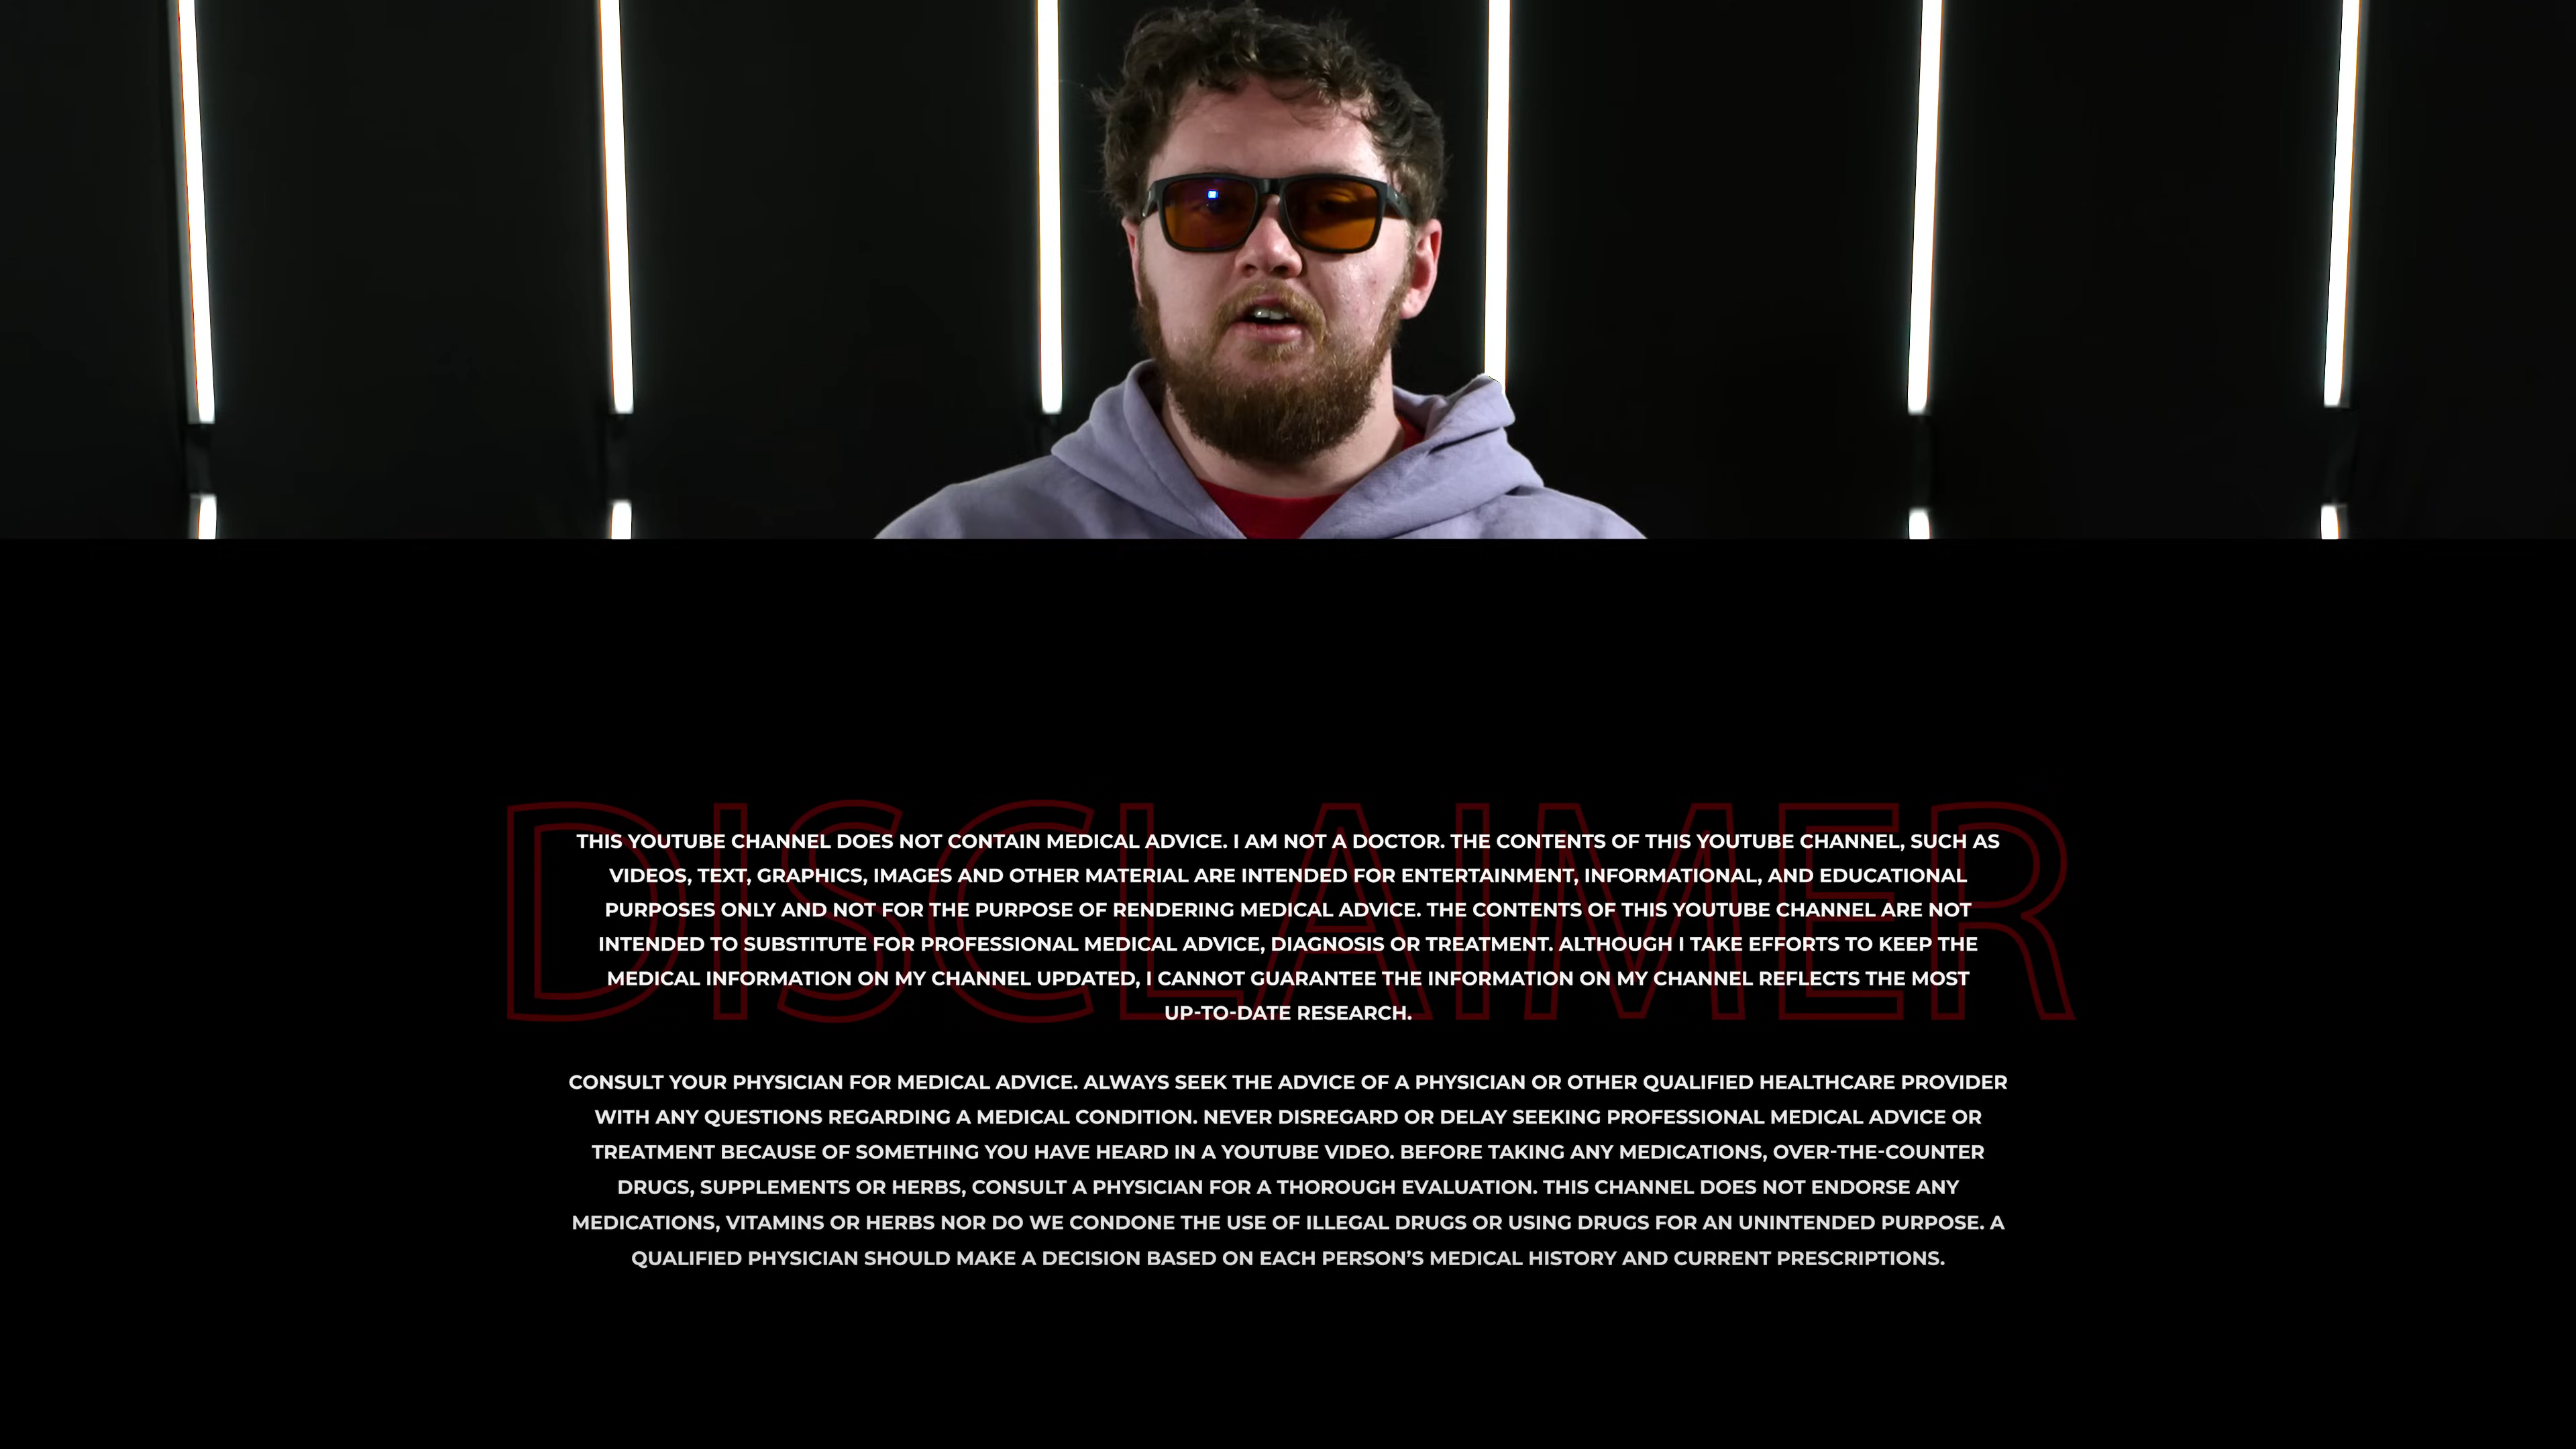 DISCLAIMER
THIS YOUTUBE CHANNEL DOES NOT CONTAIN MEDICAL ADVICE. I AM NOT A DOCTOR. THE CONTENTS OF THIS YOUTUBE CHANNEL, SUCH AS
VIDEOS, TEXT, GRAPHICS, IMAGES AND OTHER MATERIAL ARE INTENDED FOR ENTERTAINMENT, INFORMATIONAL, AND EDUCATIONAL
PURPOSES ONLY AND NOT FOR THE PURPOSE OF RENDERING MEDICAL ADVICE. THE CONTENTS OF THIS YOUTUBE CHANNEL ARE NOT
INTENDED TO SUBSTITUTE FOR PROFESSIONAL MEDICAL ADVICE, DIAGNOSIS OR TREATMENT. ALTHOUGH I TAKE EFFORTS TO KEEP THE
MEDICAL INFORMATION ON MY CHANNEL UPDATED, I CANNOT GUARANTEE THE INFORMATION ON MY CHANNEL REFLECTS THE MOST
UP-TO-DATE RESEARCH.
CONSULT YOUR PHYSICIAN FOR MEDICAL ADVICE. ALWAYS SEEK THE ADVICE OF A PHYSICIAN OR OTHER QUALIFIED HEALTHCARE PROVIDER
WITH ANY QUESTIONS REGARDING A MEDICAL CONDITION. NEVER DISREGARD OR DELAY SEEKING PROFESSIONAL MEDICAL ADVICE OR
TREATMENT BECAUSE OF SOMETHING YOU HAVE HEARD IN A YOUTUBE VIDEO. BEFORE TAKING ANY MEDICATIONS, OVER-THE-COUNTER
DRUGS, SUPPLEMENTS OR HERBS, CONSULT A PHYSICIAN FOR A THOROUGH EVALUATION. THIS CHANNEL DOES NOT ENDORSE ANY
MEDICATIONS, VITAMINS OR HERBS NOR DO WE CONDONE THE USE OF ILLEGAL DRUGS OR USING DRUGS FOR AN UNINTENDED PURPOSE. A
QUALIFIED PHYSICIAN SHOULD MAKE A DECISION BASED ON EACH PERSON’S MEDICAL HISTORY AND CURRENT PRESCRIPTIONS.